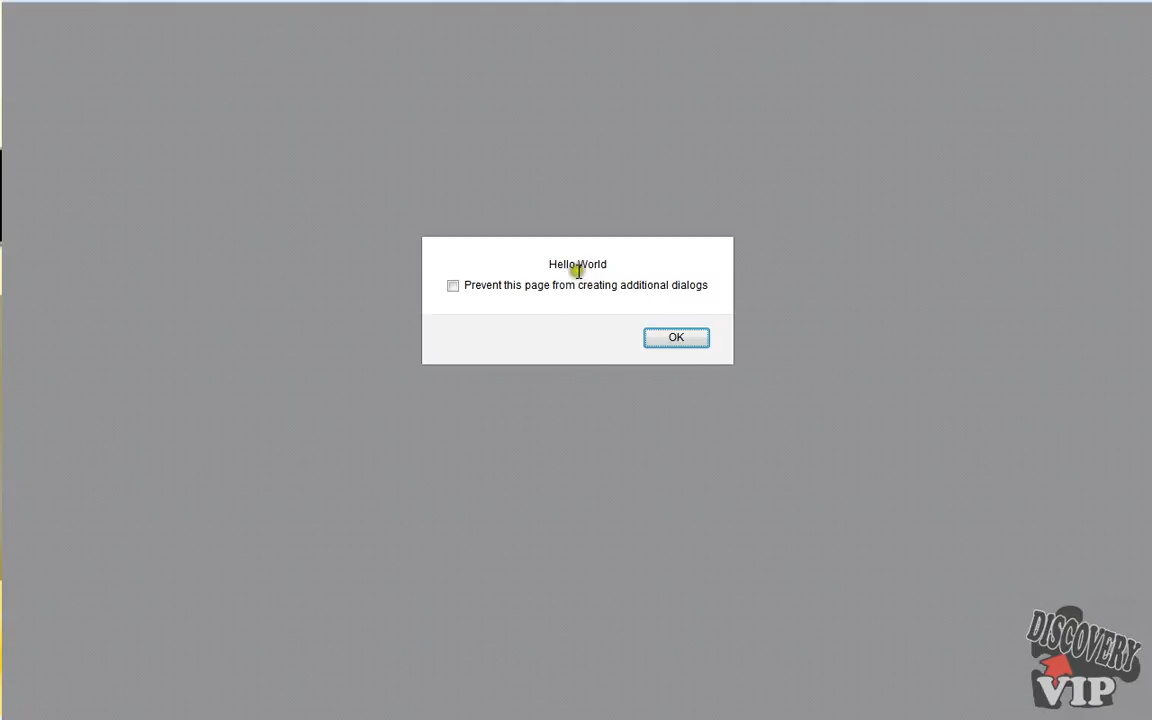 Hello World
Prevent this page from creating additional dialogs
OK
DISCOVERY
VIP